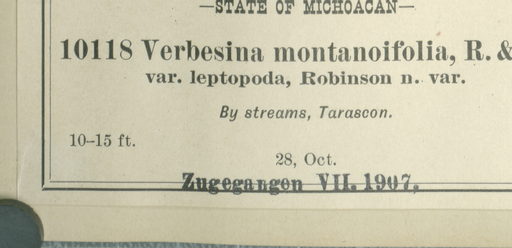 —STATE OF MICHOACAN—
10118 Verbesina montanoifolia, R. &
var. leptopoda, Robinson n. var.
By streams, Tarascon.
10–15 ft.
28, Oct.
Zugegangen VII. 1907.